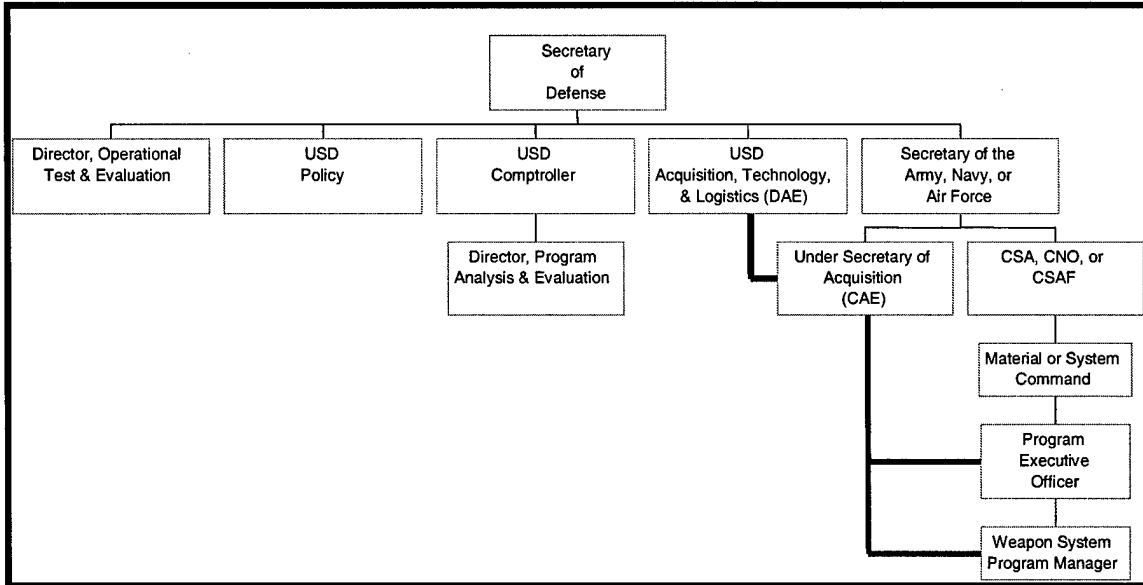 Secretary
of
Defense
Director, Operational
Test & Evaluation
USD
Policy
USD
Comptroller
USD
Acquisition, Technology,
& Logistics (DAE)
Secretary of the
Army, Navy, or
Air Force
Director, Program
Analysis & Evaluation
Under Secretary of
Acquisition
(CAE)
CSA, CNO, or
CSAF
Material or System
Command
Program
Executive
Officer
Weapon System
Program Manager